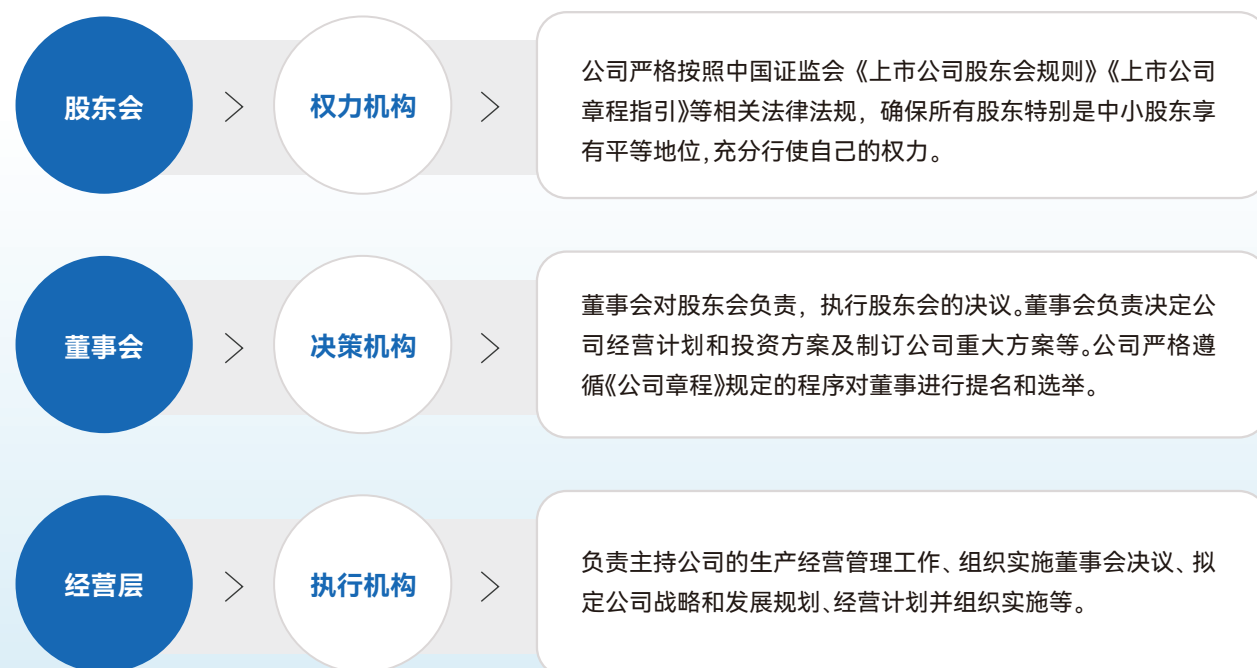 股东会
>
权力机构
>
公司严格按照中国证监会《上市公司股东会规则》《上市公司
章程指引》等相关法律法规，确保所有股东特别是中小股东享
有平等地位，充分行使自己的权力。
董事会
>
决策机构
>
董事会对股东会负责，执行股东会的决议。董事会负责决定公
司经营计划和投资方案及制订公司重大方案等。公司严格遵
循《公司章程》规定的程序对董事进行提名和选举。
经营层
>
执行机构
>
负责主持公司的生产经营管理工作、组织实施董事会决议、拟
定公司战略和发展规划、经营计划并组织实施等。